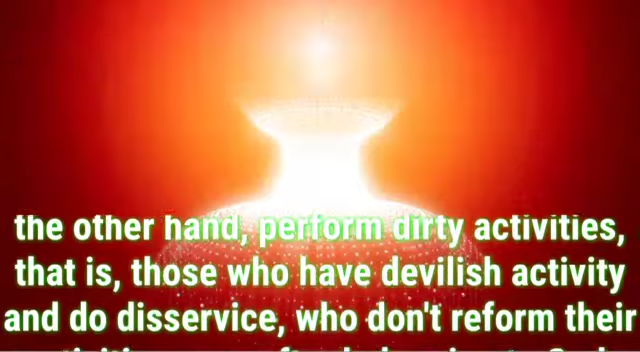 the other hand, perform dirty activities,
that is, those who have devilish activity
and do disservice, who don't reform their